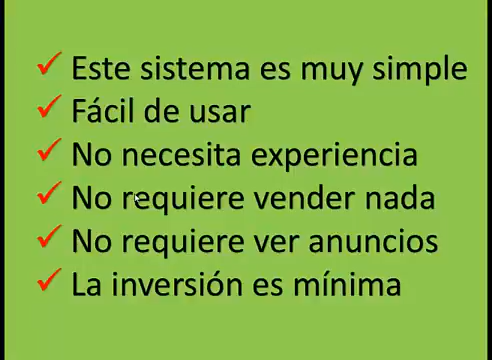 Este sistema es muy simple
Fácil de usar
No necesita experiencia
No requiere vender nada
No requiere ver anuncios
La inversión es mínima